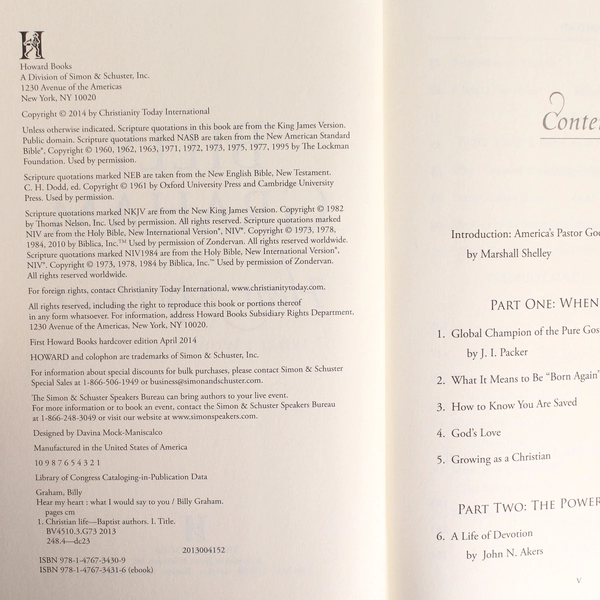 H
Howard Books
A Division of Simon & Schuster, Inc.
1230 Avenue of the Americas
New York, NY 10020
Copyright © 2014 by Christianity Today International
Unless otherwise indicated, Scripture quotations in this book are from the King James Version.
Public domain. Scripture quotations marked NASB are taken from the New American Standard
Bible®, Copyright © 1960, 1962, 1963, 1971, 1972, 1973, 1975, 1977, 1995 by The Lockman
Foundation. Used by permission.
Scripture quotations marked NEB are taken from the New English Bible, New Testament.
C. H. Dodd, ed. Copyright © 1961 by Oxford University Press and Cambridge University
Press. Used by permission.
Scripture quotations marked NKJV are from the New King James Version. Copyright © 1982
by Thomas Nelson, Inc. Used by permission. All rights reserved. Scripture quotations marked
NIV are from the Holy Bible, New International Version®, NIV®. Copyright © 1973, 1978,
1984, 2010 by Biblica, Inc.™ Used by permission of Zondervan. All rights reserved worldwide.
Scripture quotations marked NIV1984 are from the Holy Bible, New International Version®,
NIV®. Copyright © 1973, 1978, 1984 by Biblica, Inc.™ Used by permission of Zondervan.
All rights reserved worldwide.
For foreign rights, contact Christianity Today International, www.christianitytoday.com.
All rights reserved, including the right to reproduce this book or portions thereof
in any form whatsoever. For information, address Howard Books Subsidiary Rights Department,
1230 Avenue of the Americas, New York, NY 10020.
First Howard Books hardcover edition April 2014
HOWARD and colophon are trademarks of Simon & Schuster, Inc.
For information about special discounts for bulk purchases, please contact Simon & Schuster
Special Sales at 1-866-506-1949 or business@simonandschuster.com.
The Simon & Schuster Speakers Bureau can bring authors to your live event.
For more information or to book an event, contact the Simon & Schuster Speakers Bureau
at 1-866-248-3049 or visit our website at www.simonspeakers.com.
Designed by Davina Mock-Maniscalco
Manufactured in the United States of America
10 9 8 7 6 5 4 3 2 1
Library of Congress Cataloging-in-Publication Data
Graham, Billy
Hear my heart : what I would say to you / Billy Graham.
pages cm
1. Christian life—Baptist authors. I. Title.
BV4510.3.G73 2013
248.4—dc23
2013004152
ISBN 978-1-4767-3430-9
ISBN 978-1-4767-3431-6 (ebook)
Conte
Introduction: America's Pastor Goe
by Marshall Shelley
PART ONE: WHEN
1. Global Champion of the Pure Gos
by J. I. Packer
2. What It Means to Be "Born Again"
3. How to Know You Are Saved
4. God's Love
5. Growing as a Christian
PART TWO: THE POWER
6. A Life of Devotion
by John N. Akers
v